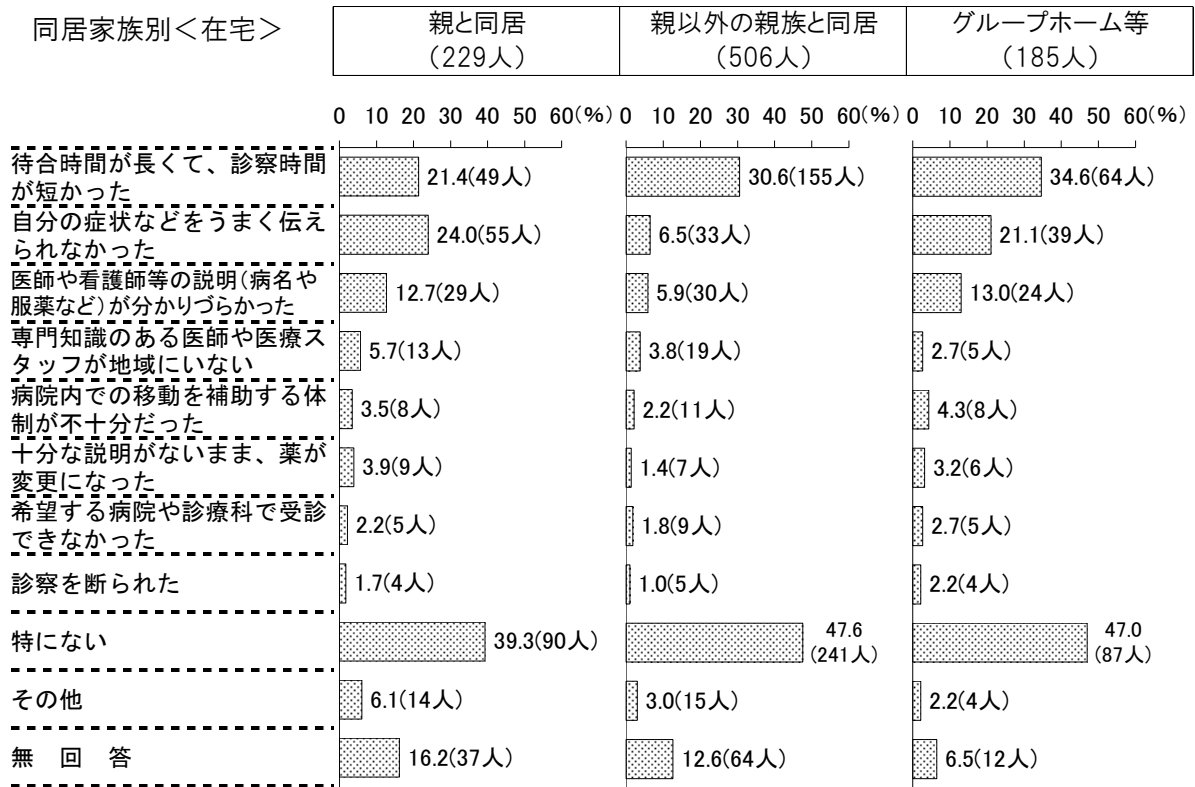 同居家族別＜在宅＞
親と同居
（229人）
親以外の親族と同居
（506人）
グループホーム等
（185人）
0 10 20 30 40 50 60(%)
0 10 20 30 40 50 60(%)
0 10 20 30 40 50 60(%)
待合時間が長くて、診察時間
が短かった
21.4(49人)
30.6(155人)
34.6(64人)
自分の症状などをうまく伝え
られなかった
24.0(55人)
6.5(33人)
21.1(39人)
医師や看護師等の説明（病名や
服薬など）が分かりづらかった
12.7(29人)
5.9(30人)
13.0(24人)
専門知識のある医師や医療ス
タッフが地域にいない
5.7(13人)
3.8(19人)
2.7(5人)
病院内での移動を補助する体
制が不十分だった
3.5(8人)
2.2(11人)
4.3(8人)
十分な説明がないまま、薬が
変更になった
3.9(9人)
1.4(7人)
3.2(6人)
希望する病院や診療科で受診
できなかった
2.2(5人)
1.8(9人)
2.7(5人)
診察を断られた
1.7(4人)
1.0(5人)
2.2(4人)
特にない
39.3(90人)
47.6
(241人)
47.0
(87人)
その他
6.1(14人)
3.0(15人)
2.2(4人)
無　回　答
16.2(37人)
12.6(64人)
6.5(12人)